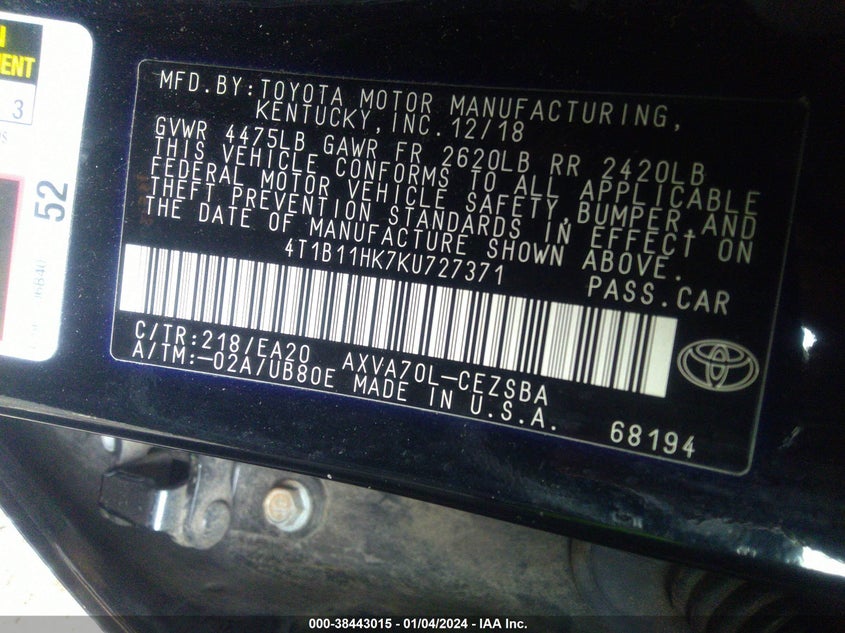 MENT
3
52
MFD.BY:TOYOTA MOTOR MANUFACTURING,
KENTUCKY,INC.12/18
GVWR 4475LB GAWR FR 2620LB RR 2420LB
THIS VEHICLE CONFORMS TO ALL APPLICABLE
FEDERAL MOTOR VEHICLE SAFETY,BUMPER,AND
THEFT PREVENTION STANDARDS IN EFFECT ON
THE DATE OF MANUFACTURE SHOWN ABOVE.
4T1B11HK7KU727371
PASS.CAR
C/TR:218/EA20 AXVA70L-CEZSBA
A/TM:-02A/UB80E MADE IN U.S.A.
68194
000-38443015 - 01/04/2024 - IAA Inc.